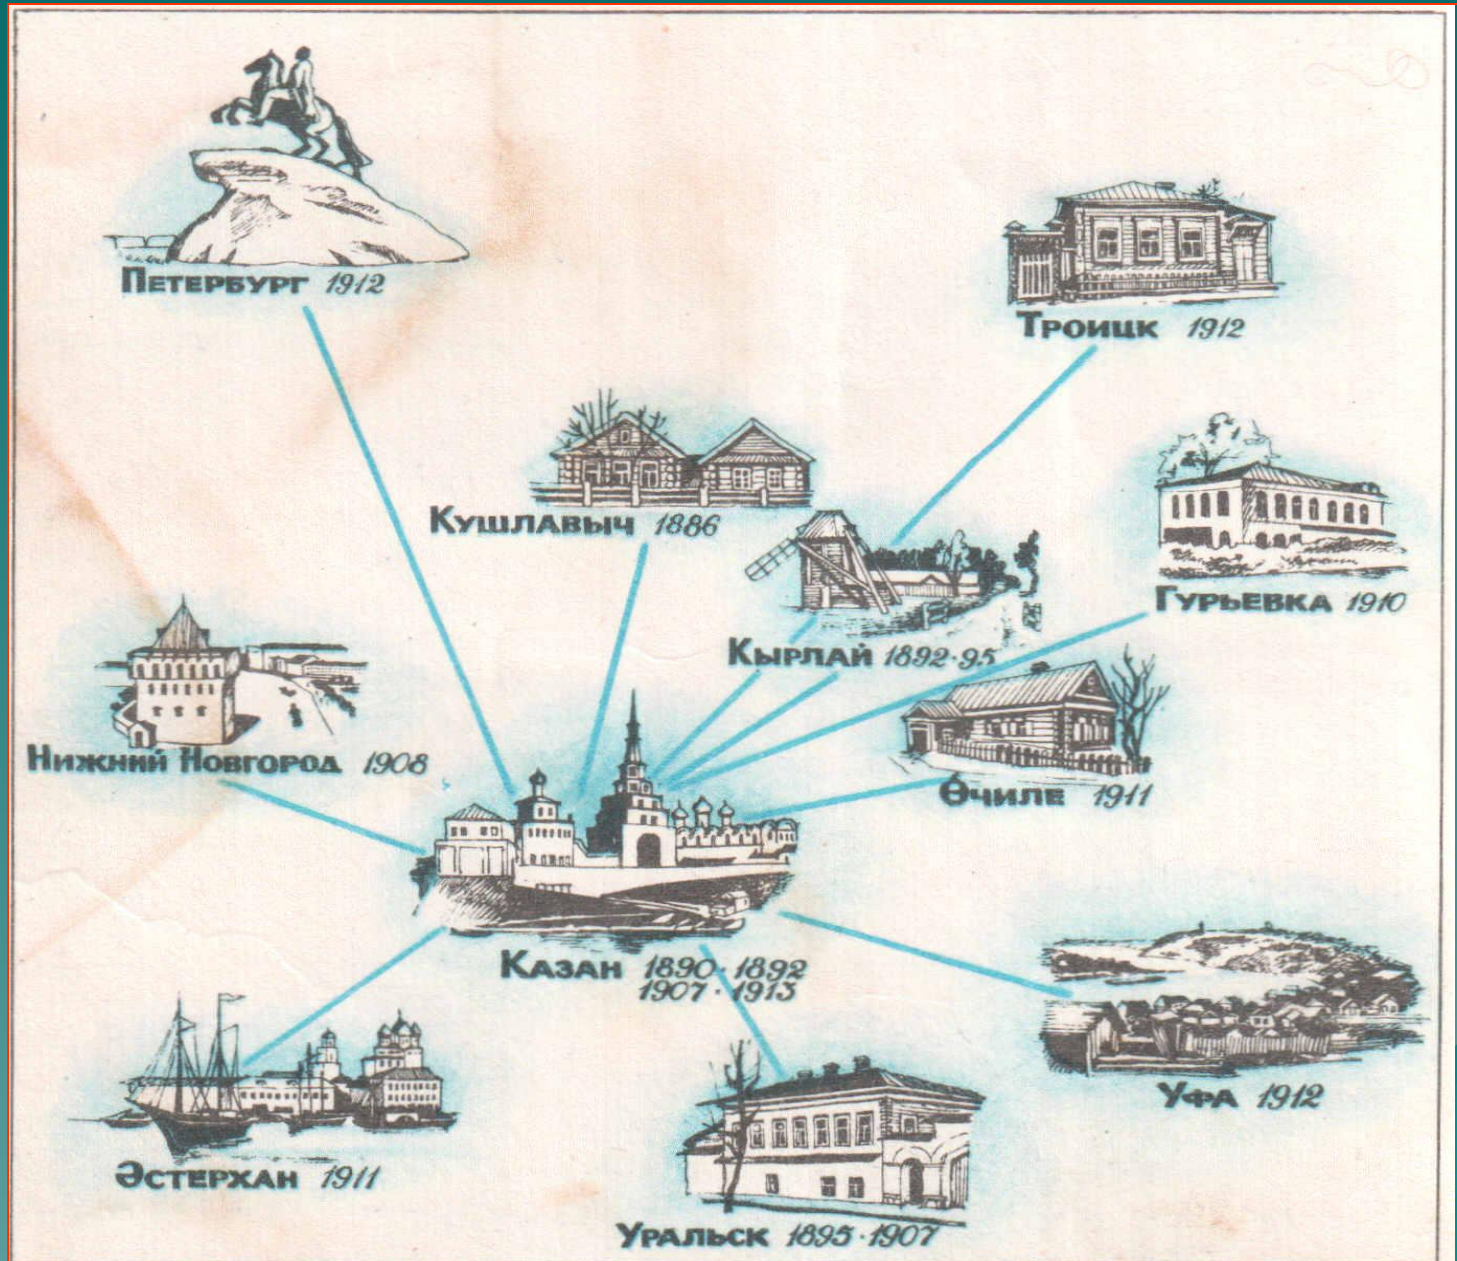 Петербург 1912
Троицк 1912
Кушлавыч 1886
Гурьевка 1910
Кырлай 1892·95
Нижний Новгород 1908
Өчиле 1911
Казан 1890·1892
1907·1913
Уфа 1912
Әстерхан 1911
Уральск 1895·1907